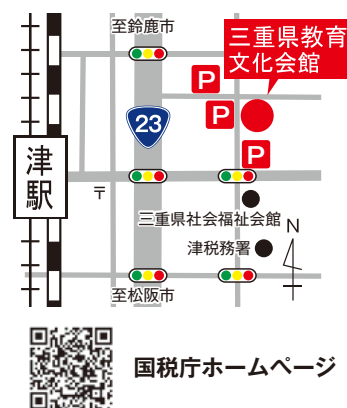 至鈴鹿市
三重県教育
文化会館
P
P
23
P
津駅
〒
三重県社会福祉会館
津税務署
N
至松阪市
国税庁ホームページ